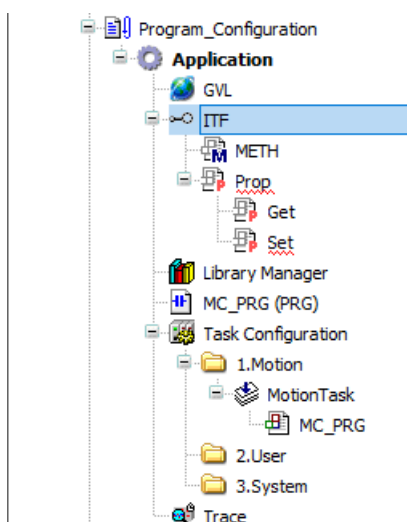 Program_Configuration
Application
GVL
ITF
METH
Prop
Get
Set
Library Manager
MC_PRG (PRG)
Task Configuration
1.Motion
MotionTask
MC_PRG
2.User
3.System
Trace